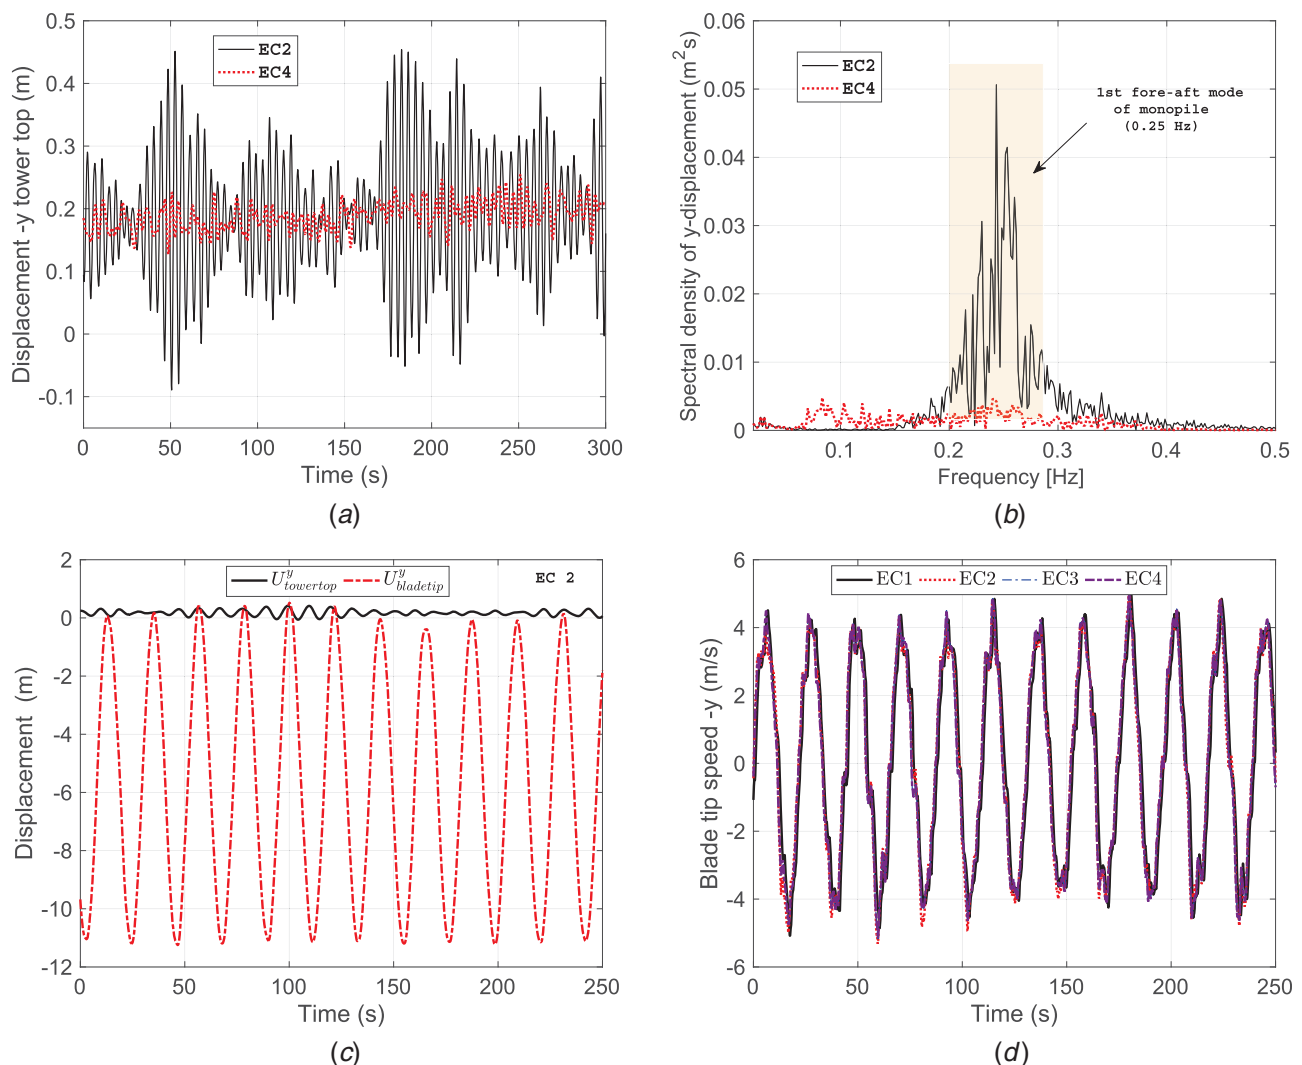 0.5
0.4
0.3
0.2
0.1
0
-0.1
Displacement -y tower top (m)
EC2
EC4
0 50 100 150 200 250 300
Time (s)
(a)
0.06
0.05
0.04
0.03
0.02
0.01
0
Spectral density of y-displacement (m²s)
EC2
EC4
1st fore-aft mode
of monopile
(0.25 Hz)
0.1 0.2 0.3 0.4 0.5
Frequency [Hz]
(b)
2
0
-2
-4
-6
-8
-10
-12
Displacement (m)
U^y_towertop U^y_bladetip
EC 2
0 50 100 150 200 250
Time (s)
(c)
6
4
2
0
-2
-4
-6
Blade tip speed -y (m/s)
EC1 EC2 EC3 EC4
0 50 100 150 200 250
Time (s)
(d)